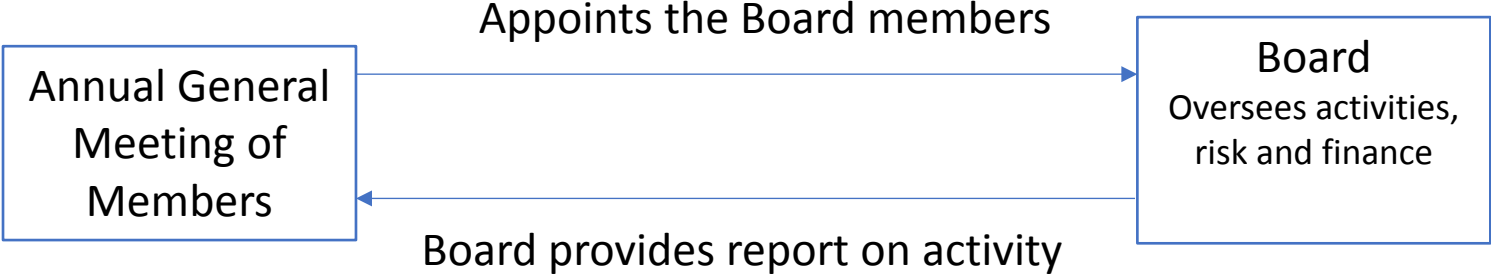 Appoints the Board members
Annual General
Meeting of
Members
Board
Oversees activities,
risk and finance
Board provides report on activity